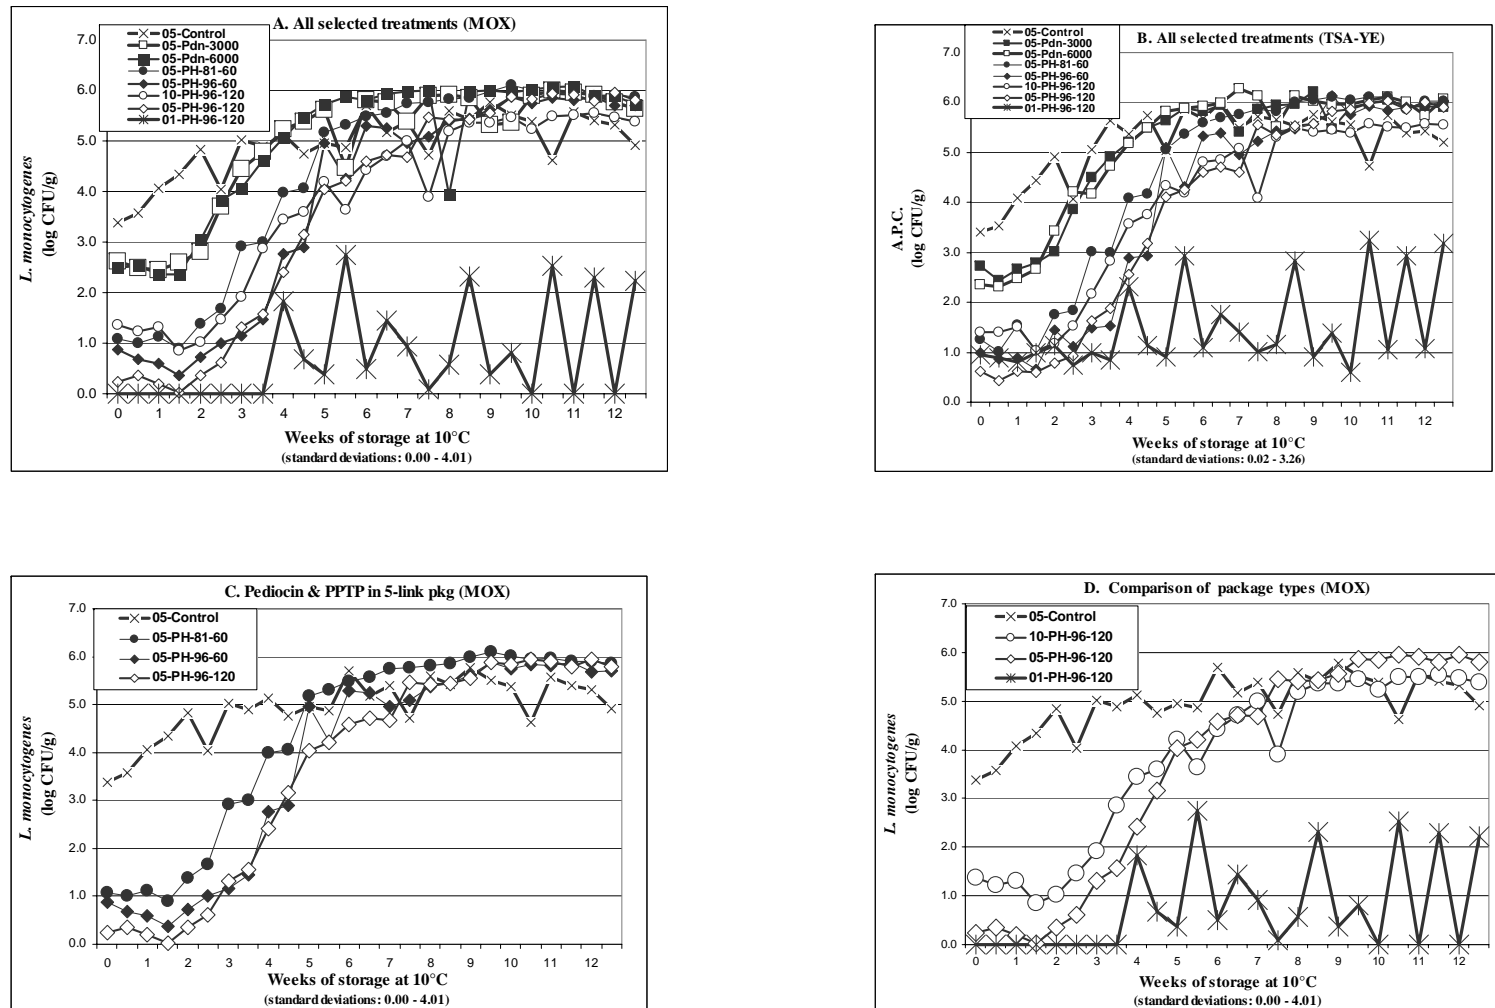 A. All selected treatments (MOX)
05-Control
05-Pdn-3000
05-Pdn-6000
05-PH-81-60
05-PH-96-60
10-PH-96-120
05-PH-96-120
01-PH-96-120
7.0
6.0
5.0
4.0
3.0
2.0
1.0
0.0
L. monocytogenes
(log CFU/g)
0 1 2 3 4 5 6 7 8 9 10 11 12
Weeks of storage at 10°C
(standard deviations: 0.00 - 4.01)
B. All selected treatments (TSA-YE)
05-Control
05-Pdn-3000
05-Pdn-6000
05-PH-81-60
05-PH-96-60
10-PH-96-120
05-PH-96-120
01-PH-96-120
7.0
6.0
5.0
4.0
3.0
2.0
1.0
0.0
A.P.C.
(log CFU/g)
0 1 2 3 4 5 6 7 8 9 10 11 12
Weeks of storage at 10°C
(standard deviations: 0.02 - 3.26)
C. Pediocin & PPTP in 5-link pkg (MOX)
05-Control
05-PH-81-60
05-PH-96-60
05-PH-96-120
7.0
6.0
5.0
4.0
3.0
2.0
1.0
0.0
L. monocytogenes
(log CFU/g)
0 1 2 3 4 5 6 7 8 9 10 11 12
Weeks of storage at 10°C
(standard deviations: 0.00 - 4.01)
D. Comparison of package types (MOX)
05-Control
10-PH-96-120
05-PH-96-120
01-PH-96-120
7.0
6.0
5.0
4.0
3.0
2.0
1.0
0.0
L. monocytogenes
(log CFU/g)
0 1 2 3 4 5 6 7 8 9 10 11 12
Weeks of storage at 10°C
(standard deviations: 0.00 - 4.01)